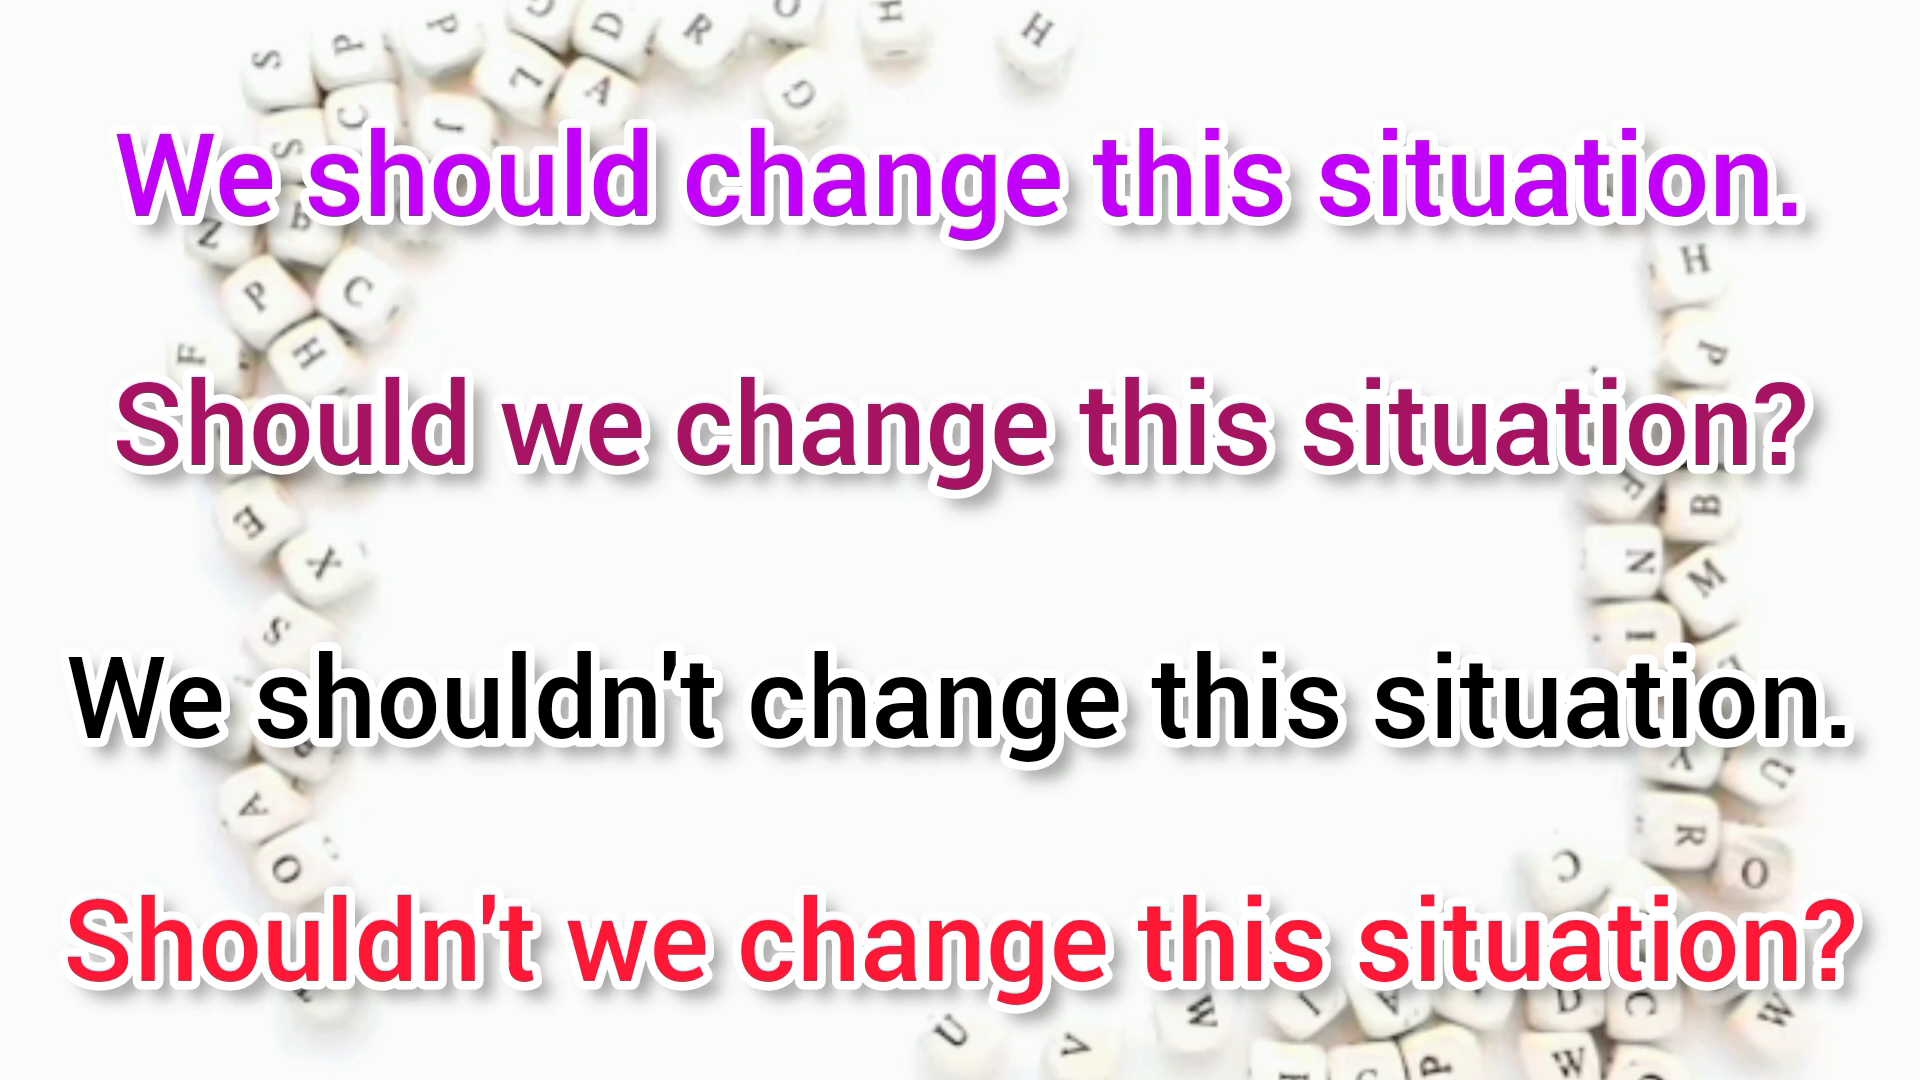 We should change this situation.
Should we change this situation?
We shouldn't change this situation.
Shouldn't we change this situation?